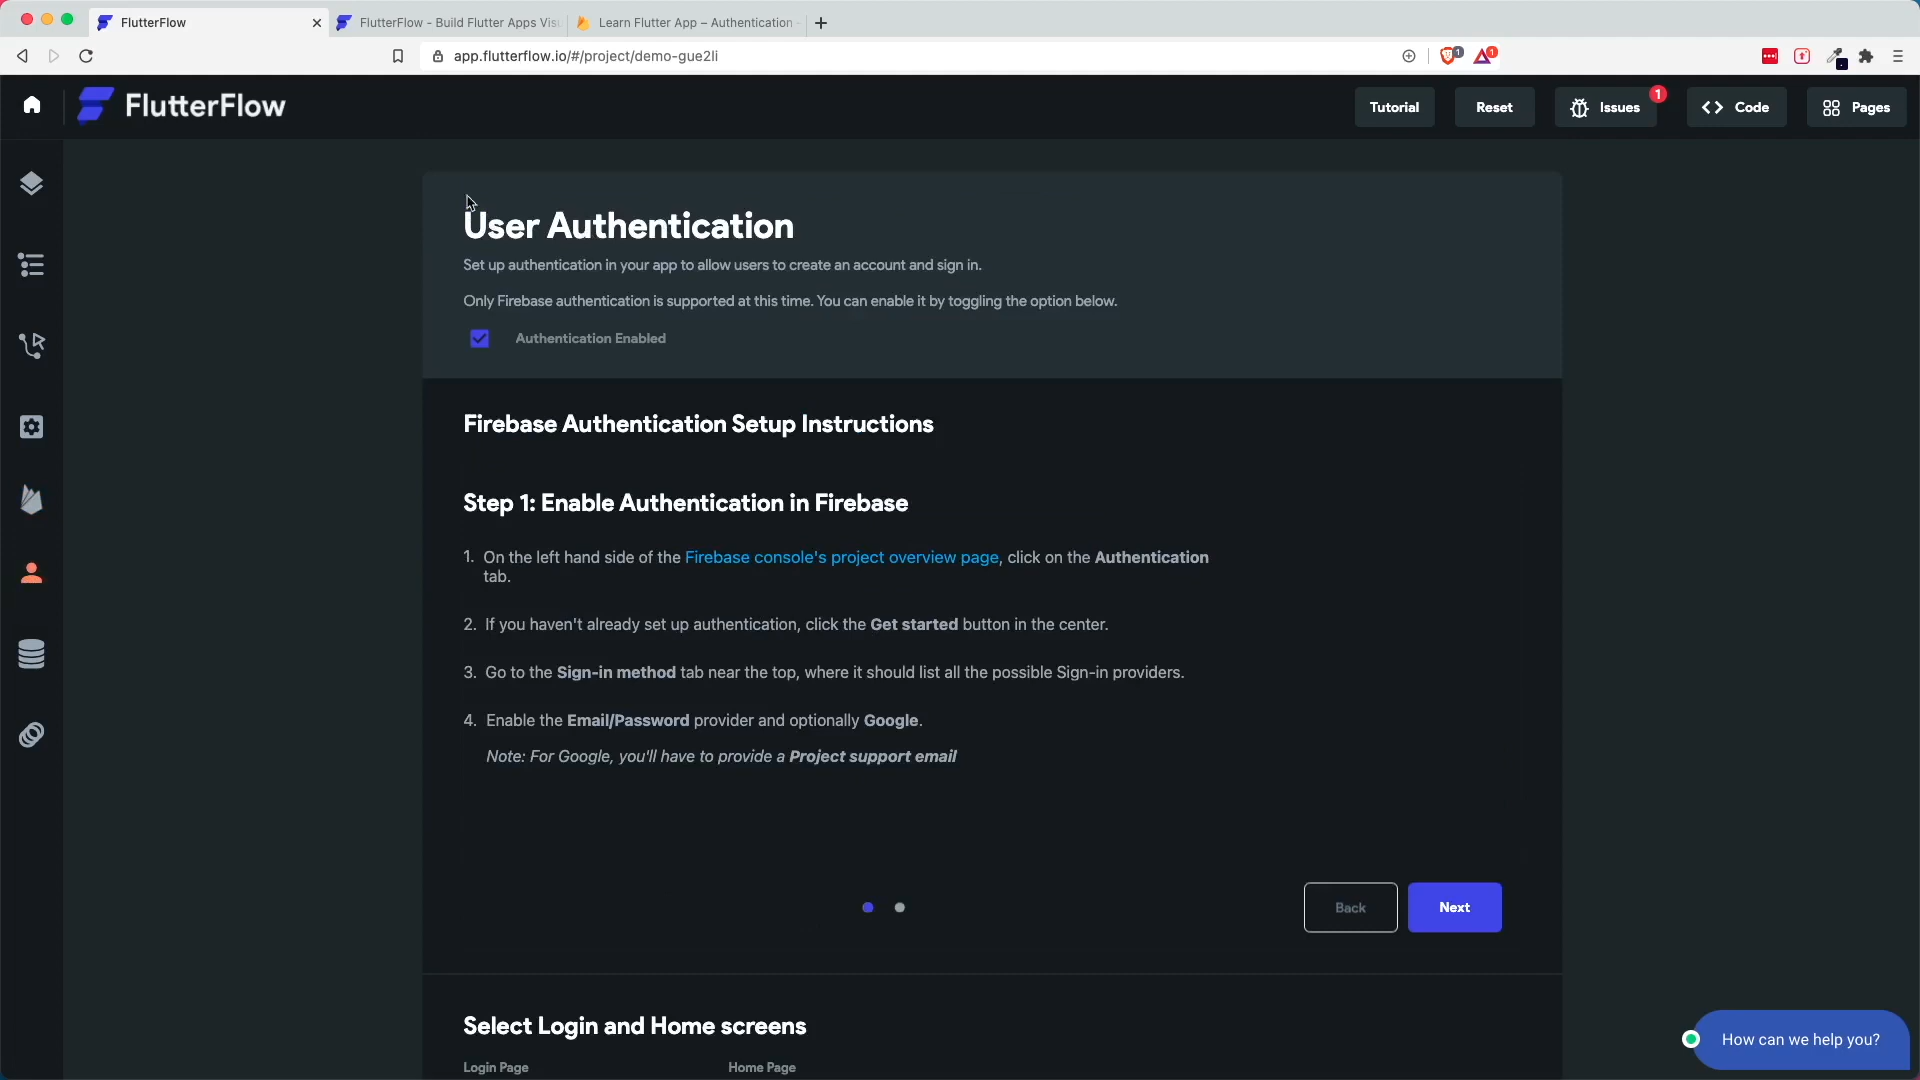 FlutterFlow
FlutterFlow - Build Flutter Apps Vis
Learn Flutter App – Authentication -
app.flutterflow.io/#/project/demo-gue2li
1
1
FlutterFlow
Tutorial
Reset
Issues
1
Code
Pages
User Authentication
Set up authentication in your app to allow users to create an account and sign in.
Only Firebase authentication is supported at this time. You can enable it by toggling the option below.
Authentication Enabled
Firebase Authentication Setup Instructions
Step 1: Enable Authentication in Firebase
1. On the left hand side of the Firebase console's project overview page, click on the Authentication
tab.
2. If you haven't already set up authentication, click the Get started button in the center.
3. Go to the Sign-in method tab near the top, where it should list all the possible Sign-in providers.
4. Enable the Email/Password provider and optionally Google.
Note: For Google, you'll have to provide a Project support email
Back
Next
Select Login and Home screens
Login Page
Home Page
How can we help you?